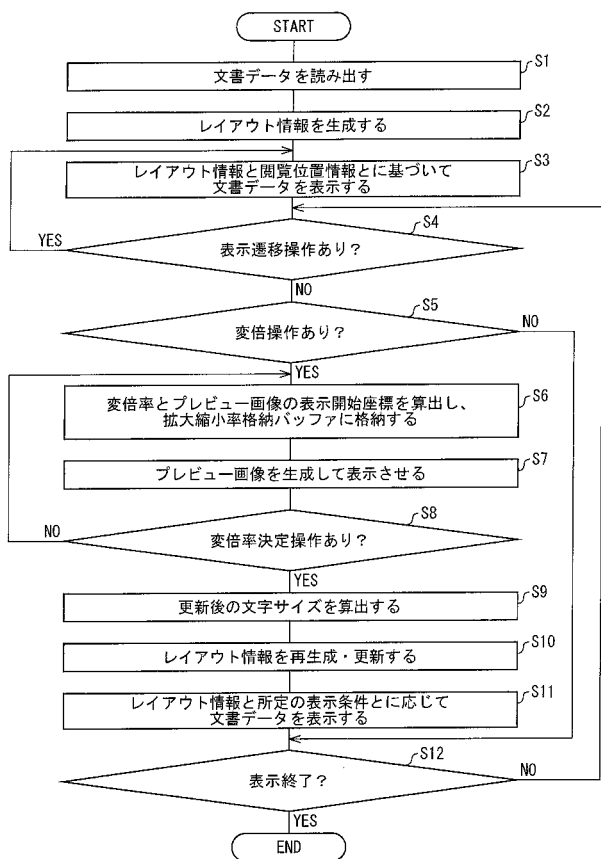 START
S1
文書データを読み出す
S2
レイアウト情報を生成する
S3
レイアウト情報と閲覧位置情報とに基づいて
文書データを表示する
S4
YES
表示遷移操作あり？
NO
S5
変倍操作あり？
NO
YES
S6
変倍率とプレビュー画像の表示開始座標を算出し、
拡大縮小率格納バッファに格納する
S7
プレビュー画像を生成して表示させる
S8
NO
変倍率決定操作あり？
YES
S9
更新後の文字サイズを算出する
S10
レイアウト情報を再生成・更新する
S11
レイアウト情報と所定の表示条件とに応じて
文書データを表示する
S12
表示終了？
NO
YES
END